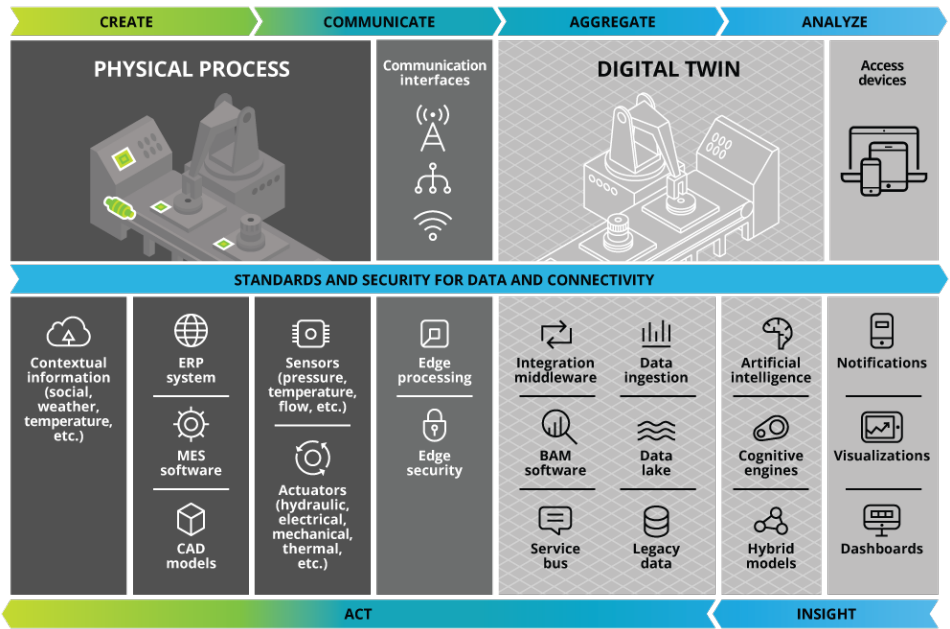 CREATE
COMMUNICATE
AGGREGATE
ANALYZE
PHYSICAL PROCESS
Communication
interfaces
DIGITAL TWIN
Access
devices
STANDARDS AND SECURITY FOR DATA AND CONNECTIVITY
Contextual
information
(social,
weather,
temperature,
etc.)
ERP
system
MES
software
CAD
models
Sensors
(pressure,
temperature,
flow, etc.)
Actuators
(hydraulic,
electrical,
mechanical,
thermal,
etc.)
Edge
processing
Edge
security
Integration
middleware
BAM
software
Service
bus
Data
ingestion
Data
lake
Legacy
data
Artificial
intelligence
Cognitive
engines
Hybrid
models
Notifications
Visualizations
Dashboards
ACT
INSIGHT